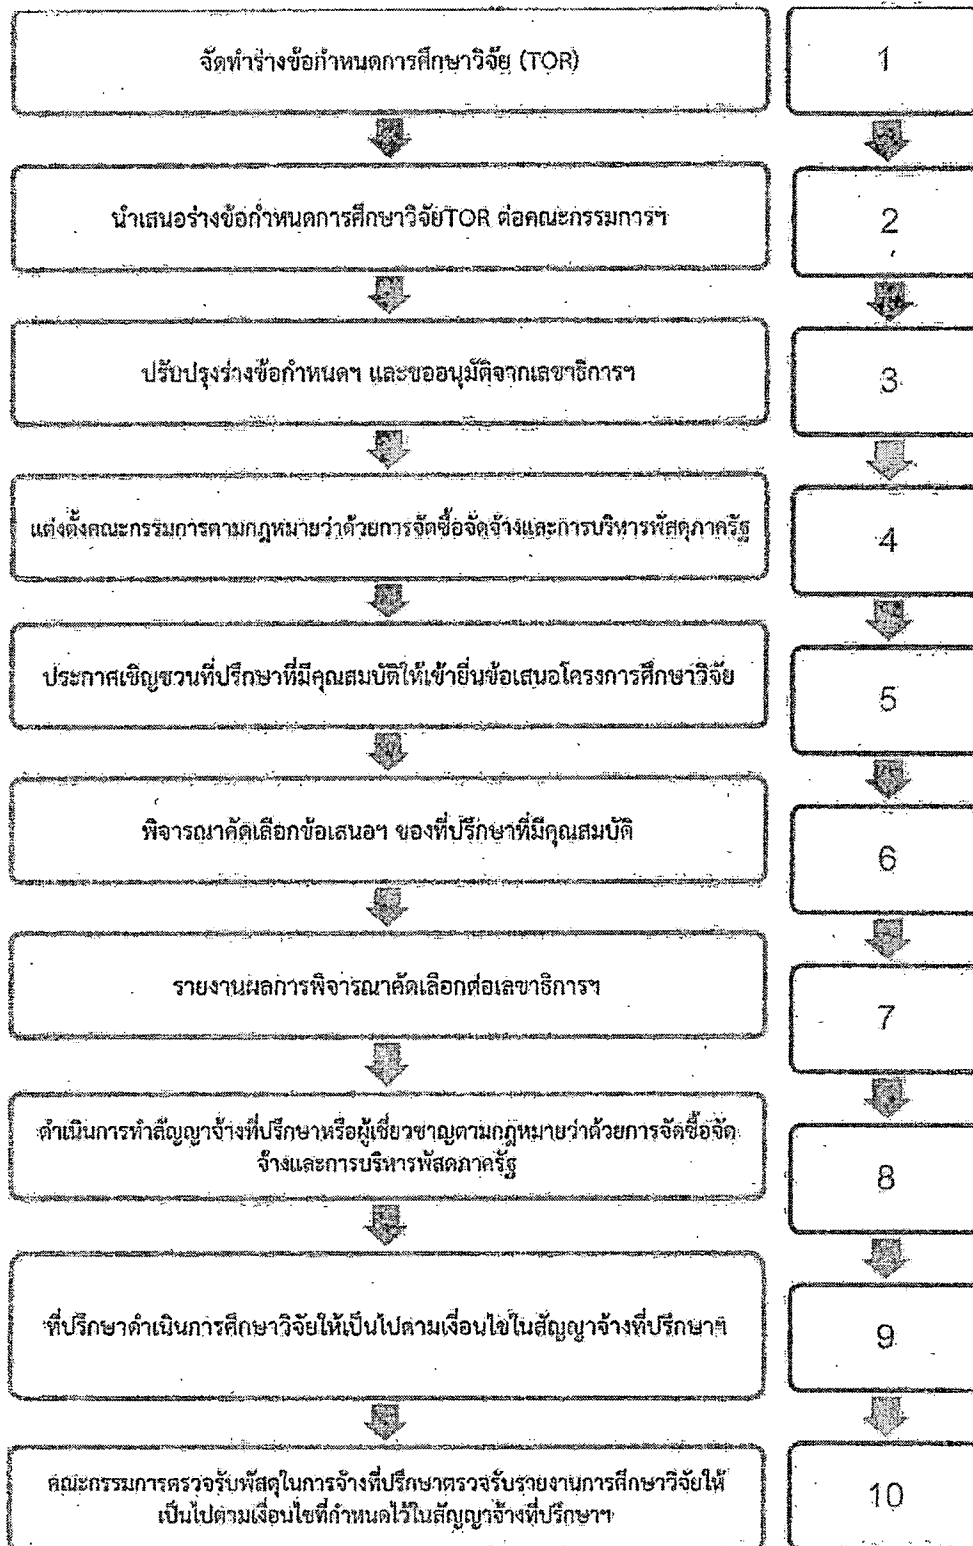 จัดทำร่างข้อกำหนดการศึกษาวิจัย (TOR)
1
นำเสนอร่างข้อกำหนดการศึกษาวิจัยTOR ต่อคณะกรรมการฯ
2
ปรับปรุงร่างข้อกำหนดฯ และขออนุมัติจากเลขาธิการฯ
3
แต่งตั้งคณะกรรมการตามกฎหมายว่าด้วยการจัดซื้อจัดจ้างและการบริหารพัสดุภาครัฐ
4
ประกาศเชิญชวนที่ปรึกษาที่มีคุณสมบัติให้เข้ายื่นข้อเสนอโครงการศึกษาวิจัย
5
พิจารณาคัดเลือกข้อเสนอฯ ของที่ปรึกษาที่มีคุณสมบัติ
6
รายงานผลการพิจารณาคัดเลือกต่อเลขาธิการฯ
7
ดำเนินการทำสัญญาจ้างที่ปรึกษาหรือผู้เชี่ยวชาญตามกฎหมายว่าด้วยการจัดซื้อจัด
จ้างและการบริหารพัสดุภาครัฐ
8
ที่ปรึกษาดำเนินการศึกษาวิจัยให้เป็นไปตามเงื่อนไขในสัญญาจ้างที่ปรึกษาฯ
9
คณะกรรมการตรวจรับพัสดุในการจ้างที่ปรึกษาตรวจรับรายงานการศึกษาวิจัยให้
เป็นไปตามเงื่อนไขที่กำหนดไว้ในสัญญาจ้างที่ปรึกษาฯ
10